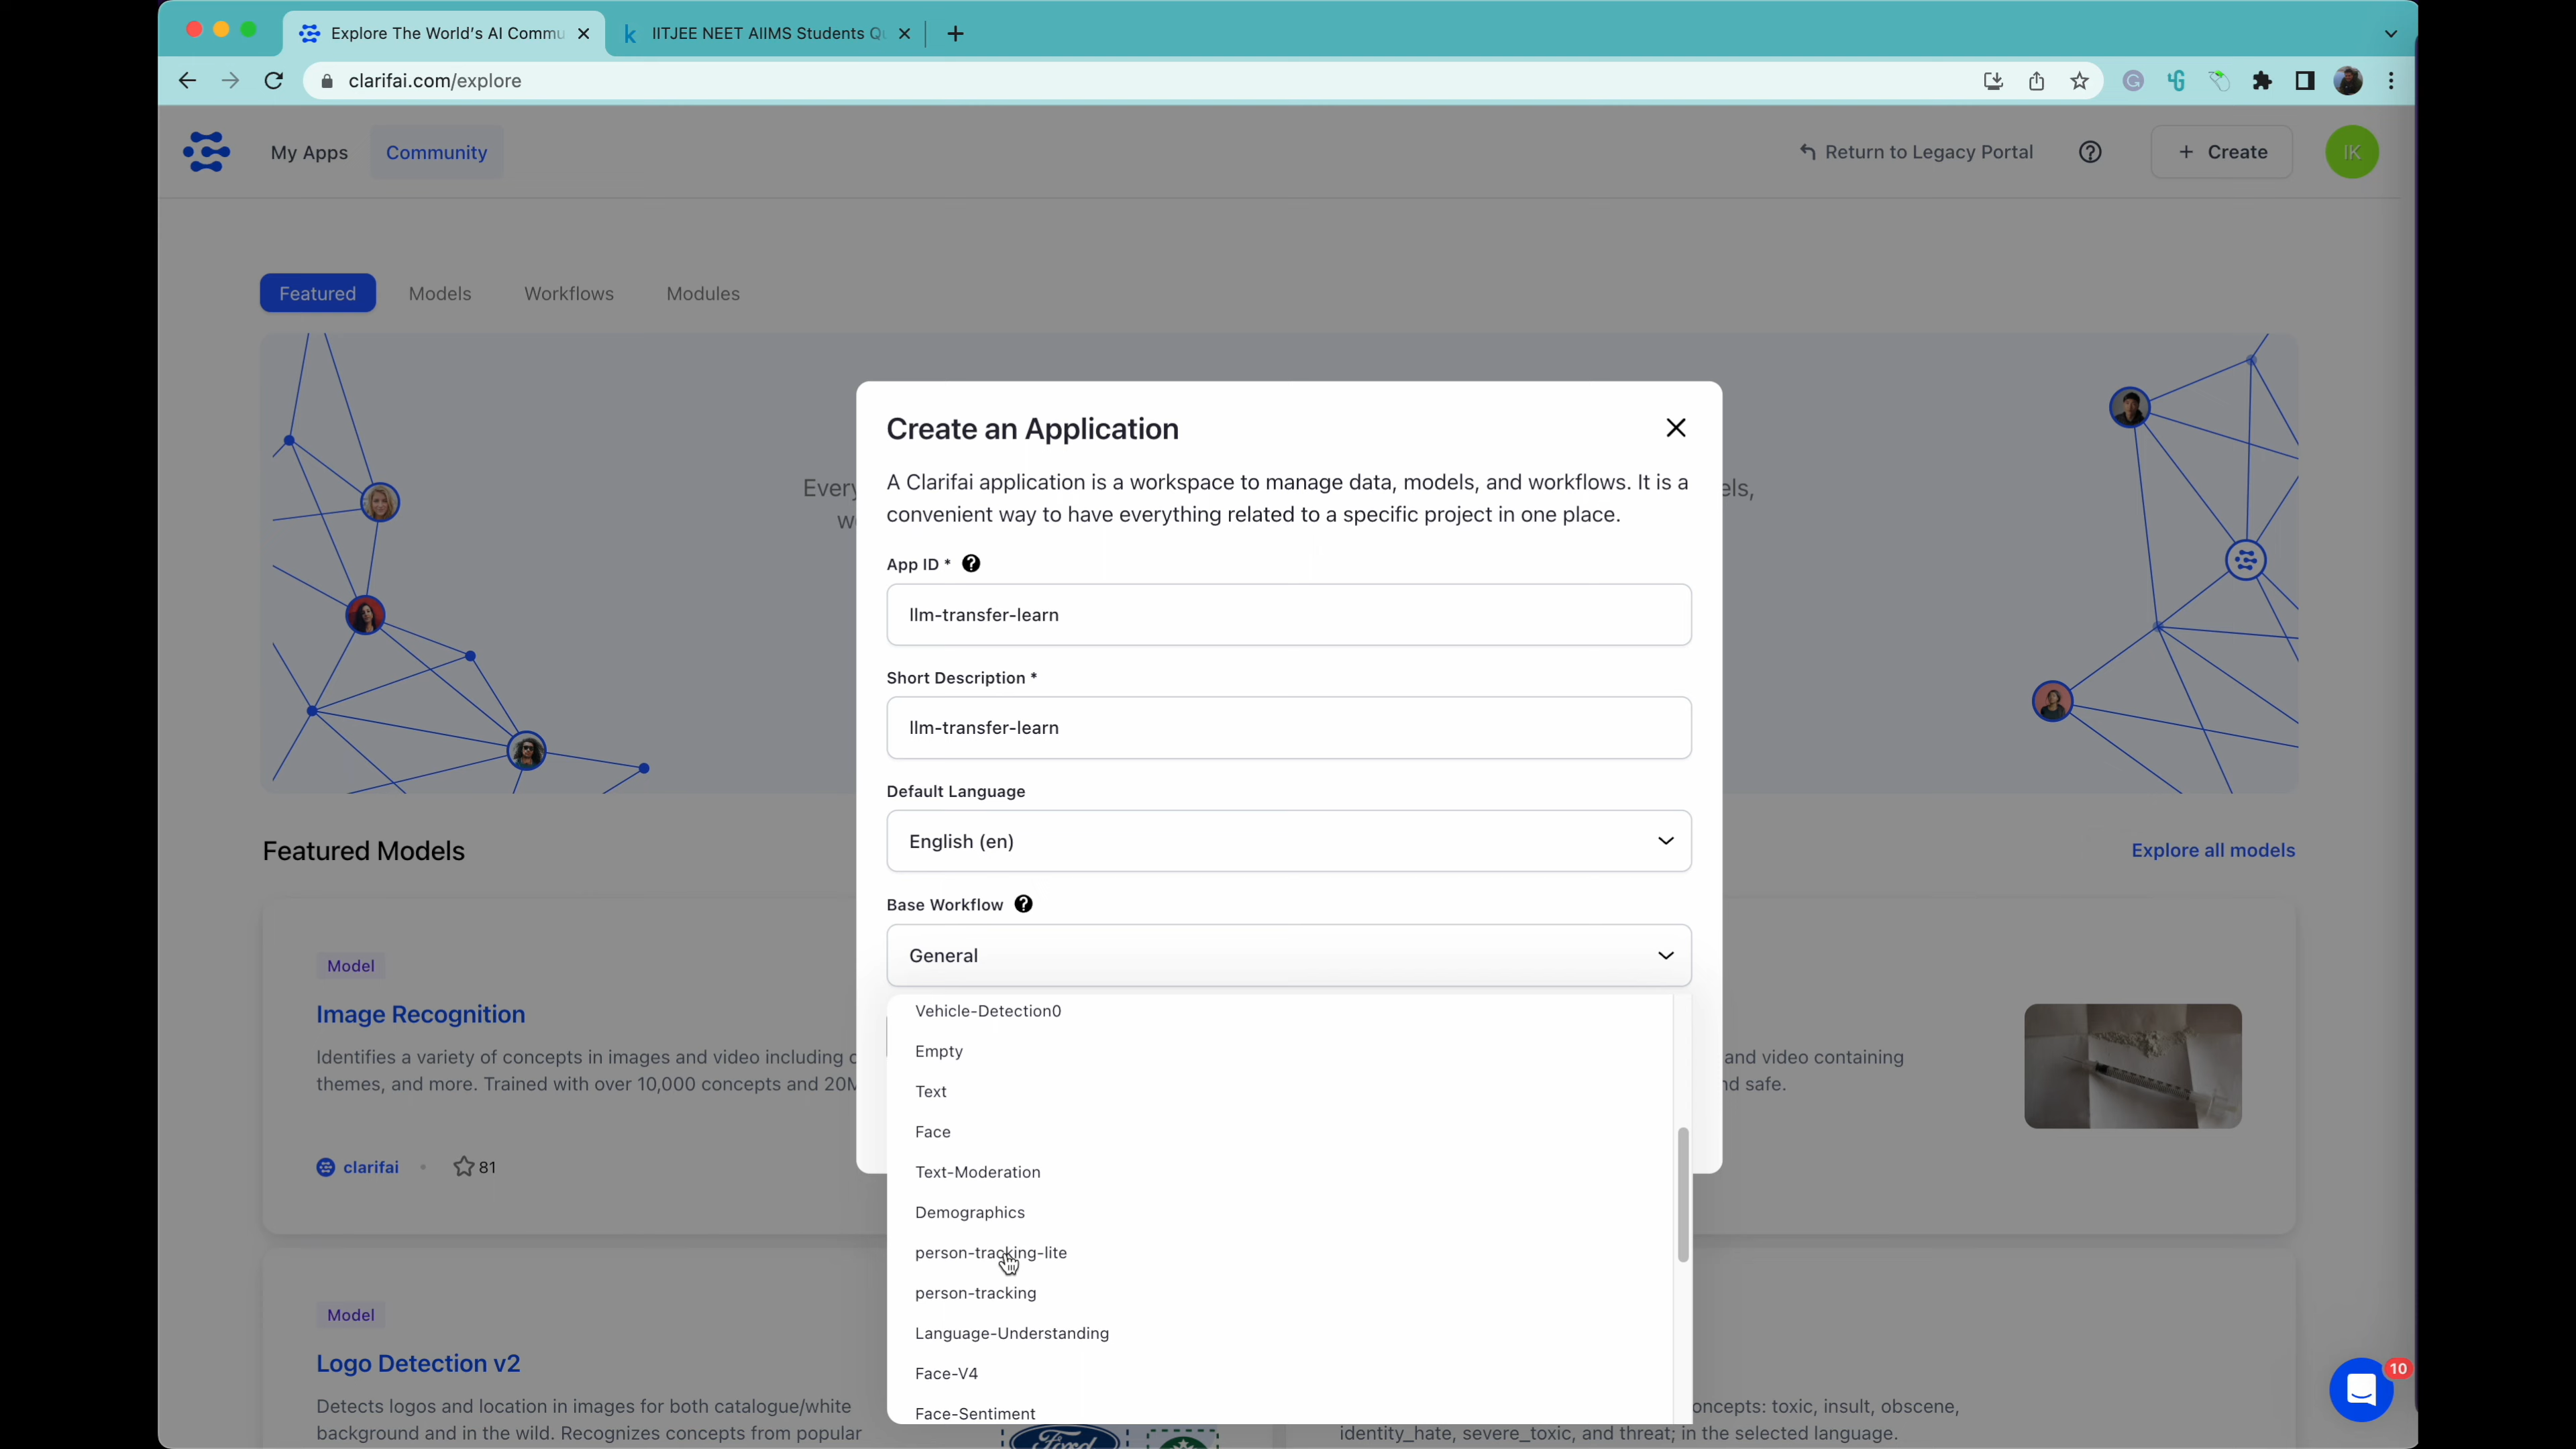 Explore The World's AI Commu
IITJEE NEET AIIMS Students Qu
clarifai.com/explore
My Apps
Community
Return to Legacy Portal
+ Create
IK
Featured
Models
Workflows
Modules
Every
els,
Create an Application
A Clarifai application is a workspace to manage data, models, and workflows. It is a
convenient way to have everything related to a specific project in one place.
App ID *
llm-transfer-learn
Short Description *
llm-transfer-learn
Default Language
English (en)
Base Workflow
General
Vehicle-Detection0
Empty
Text
Face
Text-Moderation
Demographics
person-tracking-lite
person-tracking
Language-Understanding
Face-V4
Face-Sentiment
Featured Models
Explore all models
Model
Image Recognition
Identifies a variety of concepts in images and video including
themes, and more. Trained with over 10,000 concepts and 20M
clarifai
81
and video containing
nd safe.
Model
Logo Detection v2
Detects logos and location in images for both catalogue/white
background and in the wild. Recognizes concepts from popular
Ford
oncepts: toxic, insult, obscene,
identity_hate, severe_toxic, and threat; in the selected language.
10